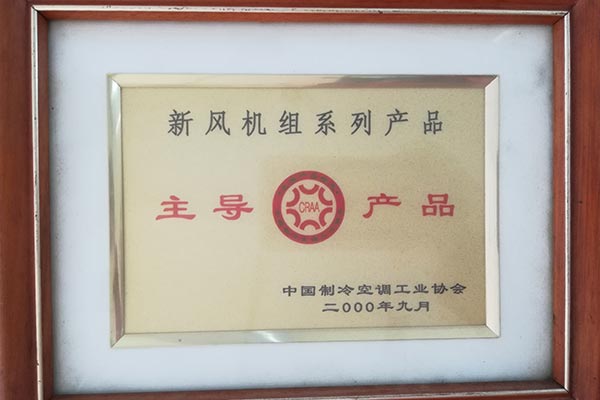 新风机组系列产品
主导 CRAA 产品
中国制冷空调工业协会
二000年九月